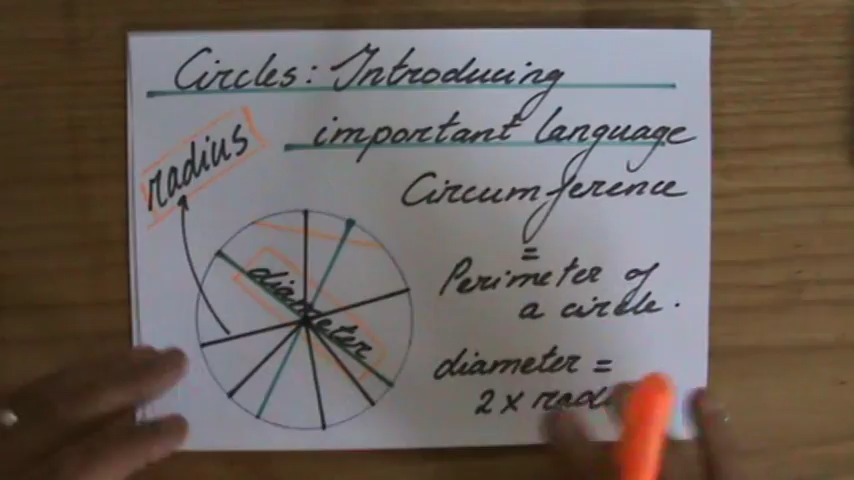 Circles: Introducing
important language
radius
Circumference
=
Perimeter of
a circle.
diameter
diameter =
2 x